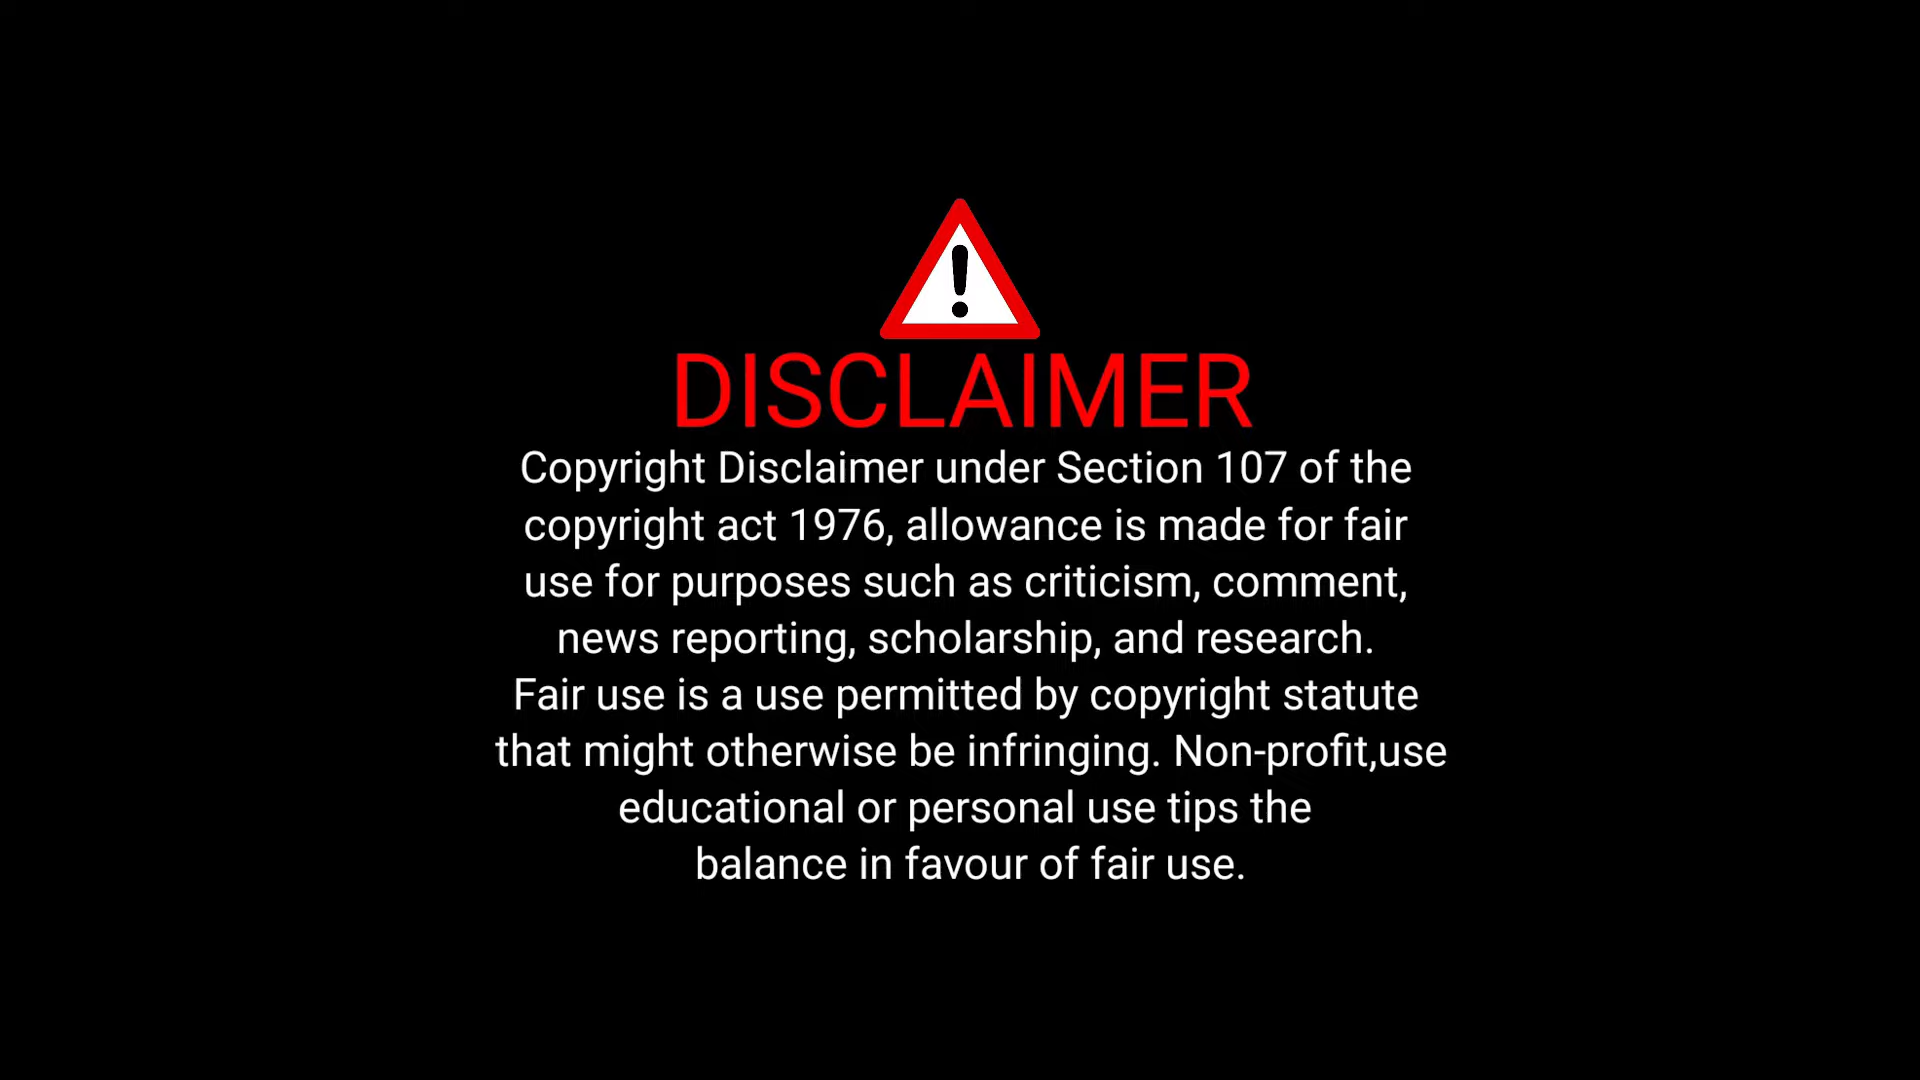 DISCLAIMER
Copyright Disclaimer under Section 107 of the
copyright act 1976, allowance is made for fair
use for purposes such as criticism, comment,
news reporting, scholarship, and research.
Fair use is a use permitted by copyright statute
that might otherwise be infringing. Non-profit,use
educational or personal use tips the
balance in favour of fair use.